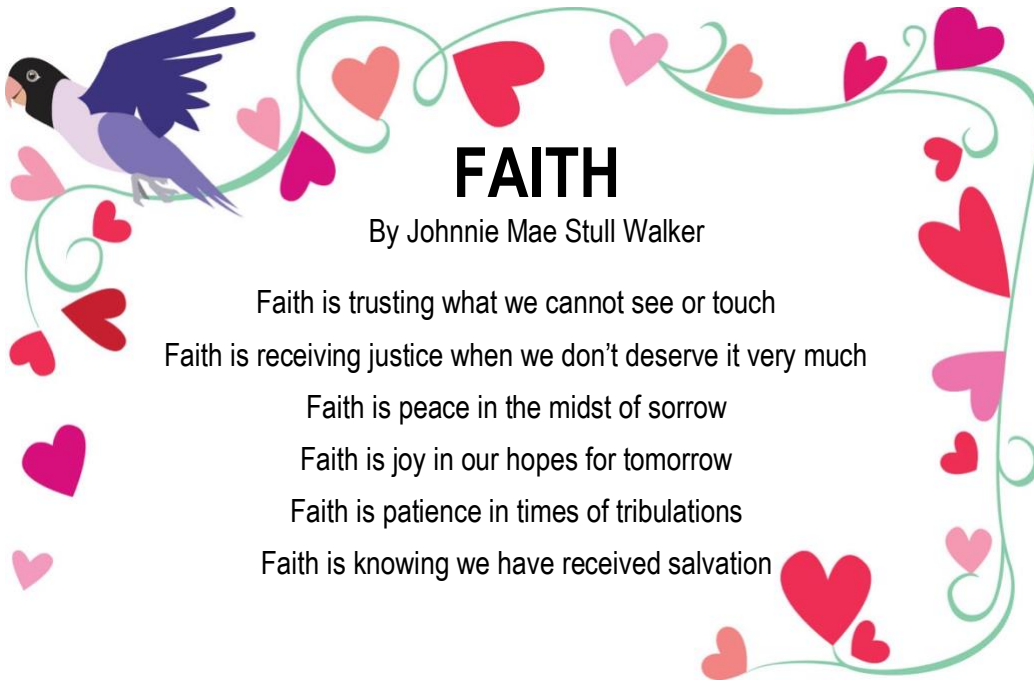 FAITH
By Johnnie Mae Stull Walker
Faith is trusting what we cannot see or touch
Faith is receiving justice when we don’t deserve it very much
Faith is peace in the midst of sorrow
Faith is joy in our hopes for tomorrow
Faith is patience in times of tribulations
Faith is knowing we have received salvation